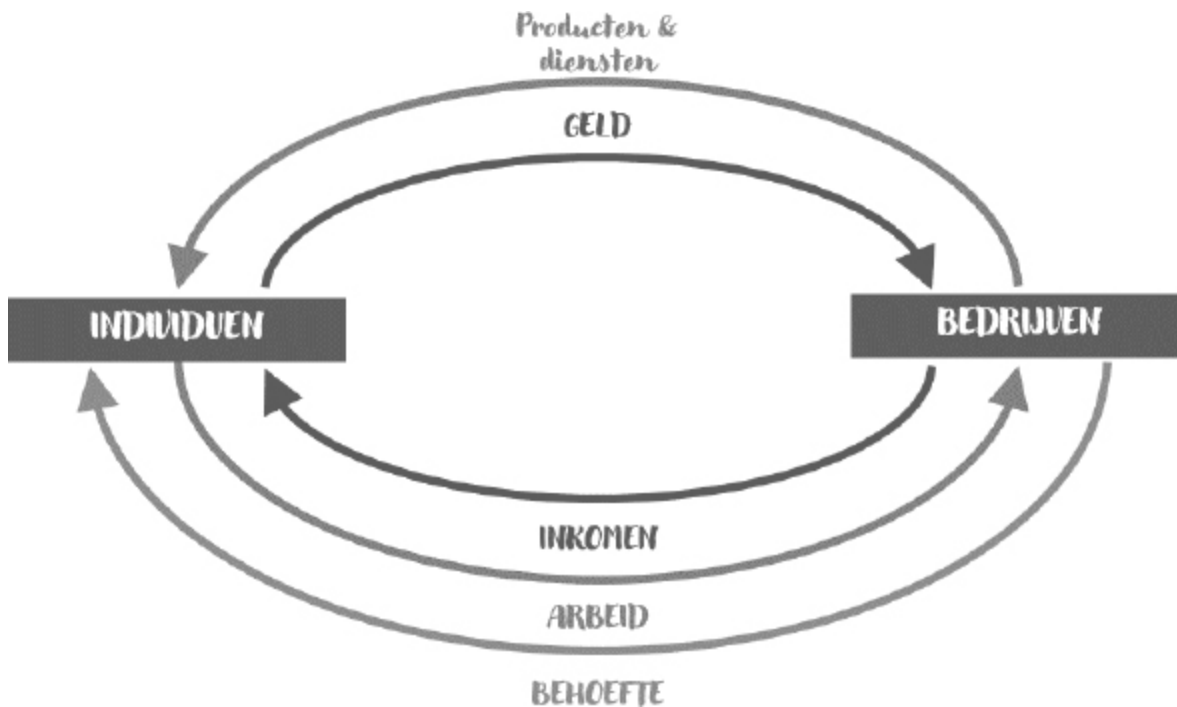 Producten &
diensten
GELD
INDIVIDUEN
BEDRIJVEN
INKOMEN
ARBEID
BEHOEFTE